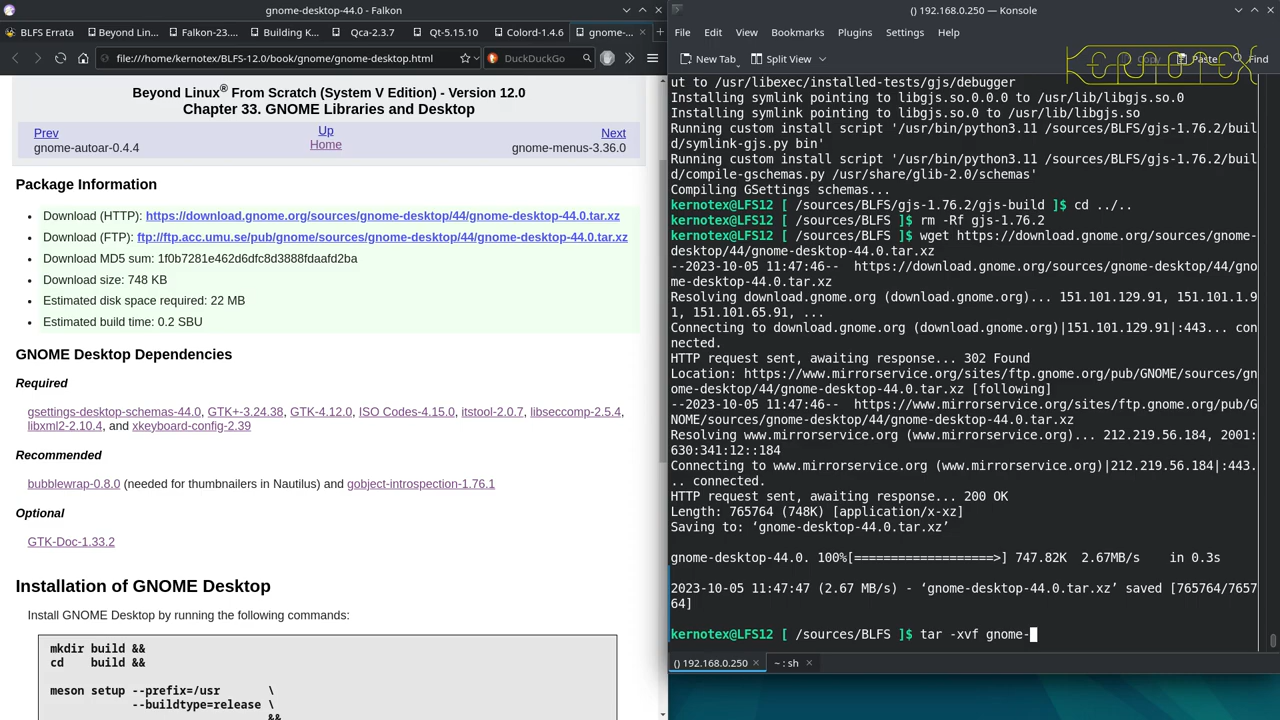 gnome-desktop-44.0 - Falkon
BLFS Errata
Beyond Lin...
Falkon-23....
Building K...
Qca-2.3.7
Qt-5.15.10
Colord-1.4.6
gnome-...
file:///home/kernotex/BLFS-12.0/book/gnome/gnome-desktop.html
DuckDuckGo
Beyond Linux® From Scratch (System V Edition) - Version 12.0
Chapter 33. GNOME Libraries and Desktop
Prev
Up
Next
gnome-autoar-0.4.4
Home
gnome-menus-3.36.0
Package Information
• Download (HTTP): https://download.gnome.org/sources/gnome-desktop/44/gnome-desktop-44.0.tar.xz
• Download (FTP): ftp://ftp.acc.umu.se/pub/gnome/sources/gnome-desktop/44/gnome-desktop-44.0.tar.xz
• Download MD5 sum: 1f0b7281e462d6dfc8d3888fdaafd2ba
• Download size: 748 KB
• Estimated disk space required: 22 MB
• Estimated build time: 0.2 SBU
GNOME Desktop Dependencies
Required
gsettings-desktop-schemas-44.0, GTK+-3.24.38, GTK-4.12.0, ISO Codes-4.15.0, itstool-2.0.7, libseccomp-2.5.4,
libxml2-2.10.4, and xkeyboard-config-2.39
Recommended
bubblewrap-0.8.0 (needed for thumbnailers in Nautilus) and gobject-introspection-1.76.1
Optional
GTK-Doc-1.33.2
Installation of GNOME Desktop
Install GNOME Desktop by running the following commands:
mkdir build &&
cd    build &&
meson setup --prefix=/usr       \
--buildtype=release \
&&
() 192.168.0.250 — Konsole
File Edit View Bookmarks Plugins Settings Help
New Tab
Split View
Copy
Paste
Find
KernoteX
ut to /usr/libexec/installed-tests/gjs/debugger
Installing symlink pointing to libgjs.so.0.0.0 to /usr/lib/libgjs.so.0
Installing symlink pointing to libgjs.so.0 to /usr/lib/libgjs.so
Running custom install script '/usr/bin/python3.11 /sources/BLFS/gjs-1.76.2/buil
d/symlink-gjs.py bin'
Running custom install script '/usr/bin/python3.11 /sources/BLFS/gjs-1.76.2/buil
d/compile-gschemas.py /usr/share/glib-2.0/schemas'
Compiling GSettings schemas...
kernotex@LFS12 [ /sources/BLFS/gjs-1.76.2/gjs-build ]$ cd ../..
kernotex@LFS12 [ /sources/BLFS ]$ rm -Rf gjs-1.76.2
kernotex@LFS12 [ /sources/BLFS ]$ wget https://download.gnome.org/sources/gnome-
desktop/44/gnome-desktop-44.0.tar.xz
--2023-10-05 11:47:46--  https://download.gnome.org/sources/gnome-desktop/44/gno
me-desktop-44.0.tar.xz
Resolving download.gnome.org (download.gnome.org)... 151.101.129.91, 151.101.1.9
1, 151.101.65.91, ...
Connecting to download.gnome.org (download.gnome.org)|151.101.129.91|:443... con
nected.
HTTP request sent, awaiting response... 302 Found
Location: https://www.mirrorservice.org/sites/ftp.gnome.org/pub/GNOME/sources/gn
ome-desktop/44/gnome-desktop-44.0.tar.xz [following]
--2023-10-05 11:47:46--  https://www.mirrorservice.org/sites/ftp.gnome.org/pub/G
NOME/sources/gnome-desktop/44/gnome-desktop-44.0.tar.xz
Resolving www.mirrorservice.org (www.mirrorservice.org)... 212.219.56.184, 2001:
630:341:12::184
Connecting to www.mirrorservice.org (www.mirrorservice.org)|212.219.56.184|:443.
.. connected.
HTTP request sent, awaiting response... 200 OK
Length: 765764 (748K) [application/x-xz]
Saving to: ‘gnome-desktop-44.0.tar.xz’
gnome-desktop-44.0. 100%[===================>] 747.82K  2.67MB/s    in 0.3s
2023-10-05 11:47:47 (2.67 MB/s) - ‘gnome-desktop-44.0.tar.xz’ saved [765764/7657
64]
kernotex@LFS12 [ /sources/BLFS ]$ tar -xvf gnome-
() 192.168.0.250
~ : sh